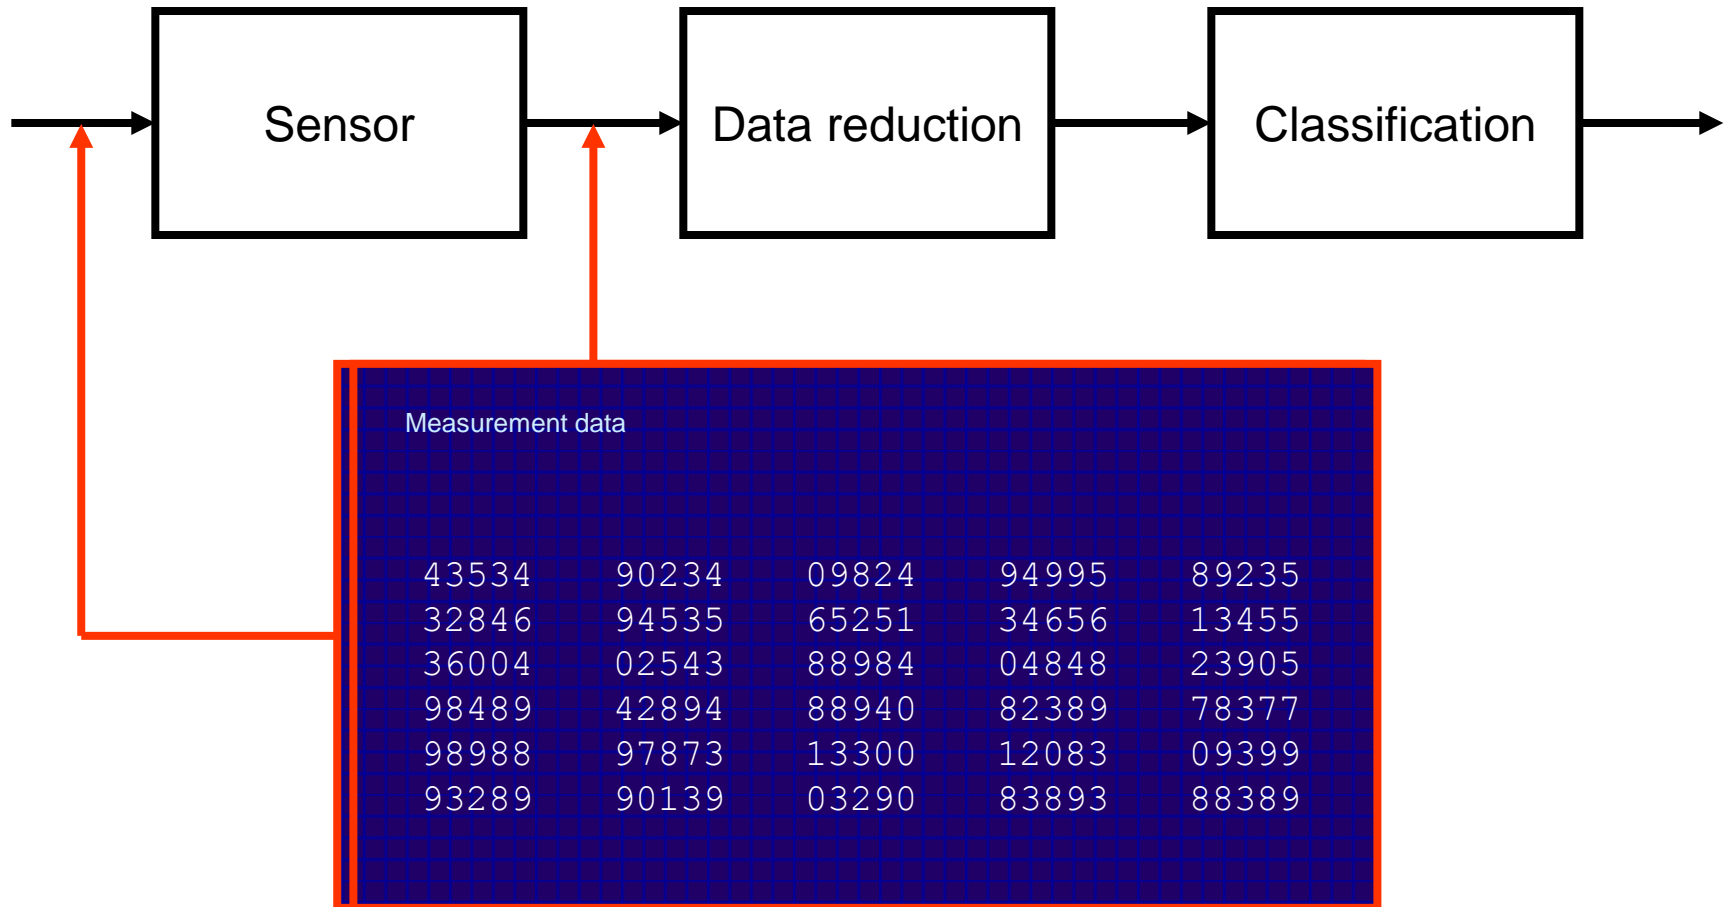 Sensor
Data reduction
Classification
Measurement data
43534 90234 09824 94995 89235
32846 94535 65251 34656 13455
36004 02543 88984 04848 23905
98489 42894 88940 82389 78377
98988 97873 13300 12083 09399
93289 90139 03290 83893 88389